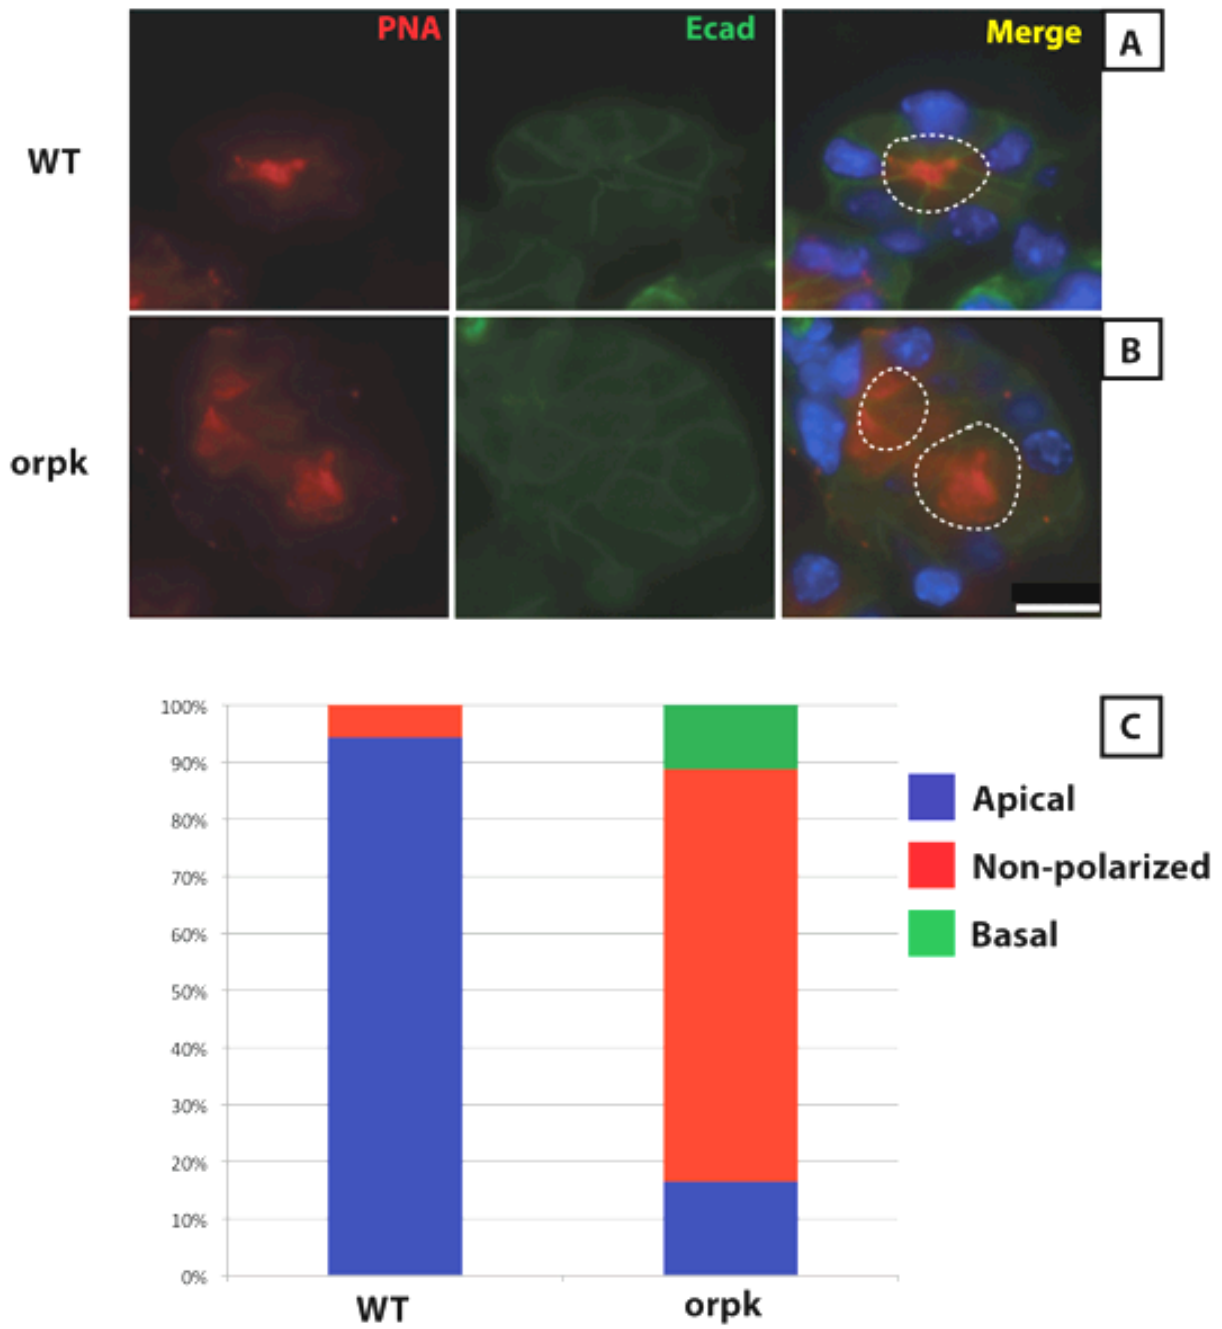 PNA Ecad Merge A
WT
B
orpk
C
100%
90%
80%
70%
60%
50%
40%
30%
20%
10%
0%
WT orpk
Apical
Non-polarized
Basal